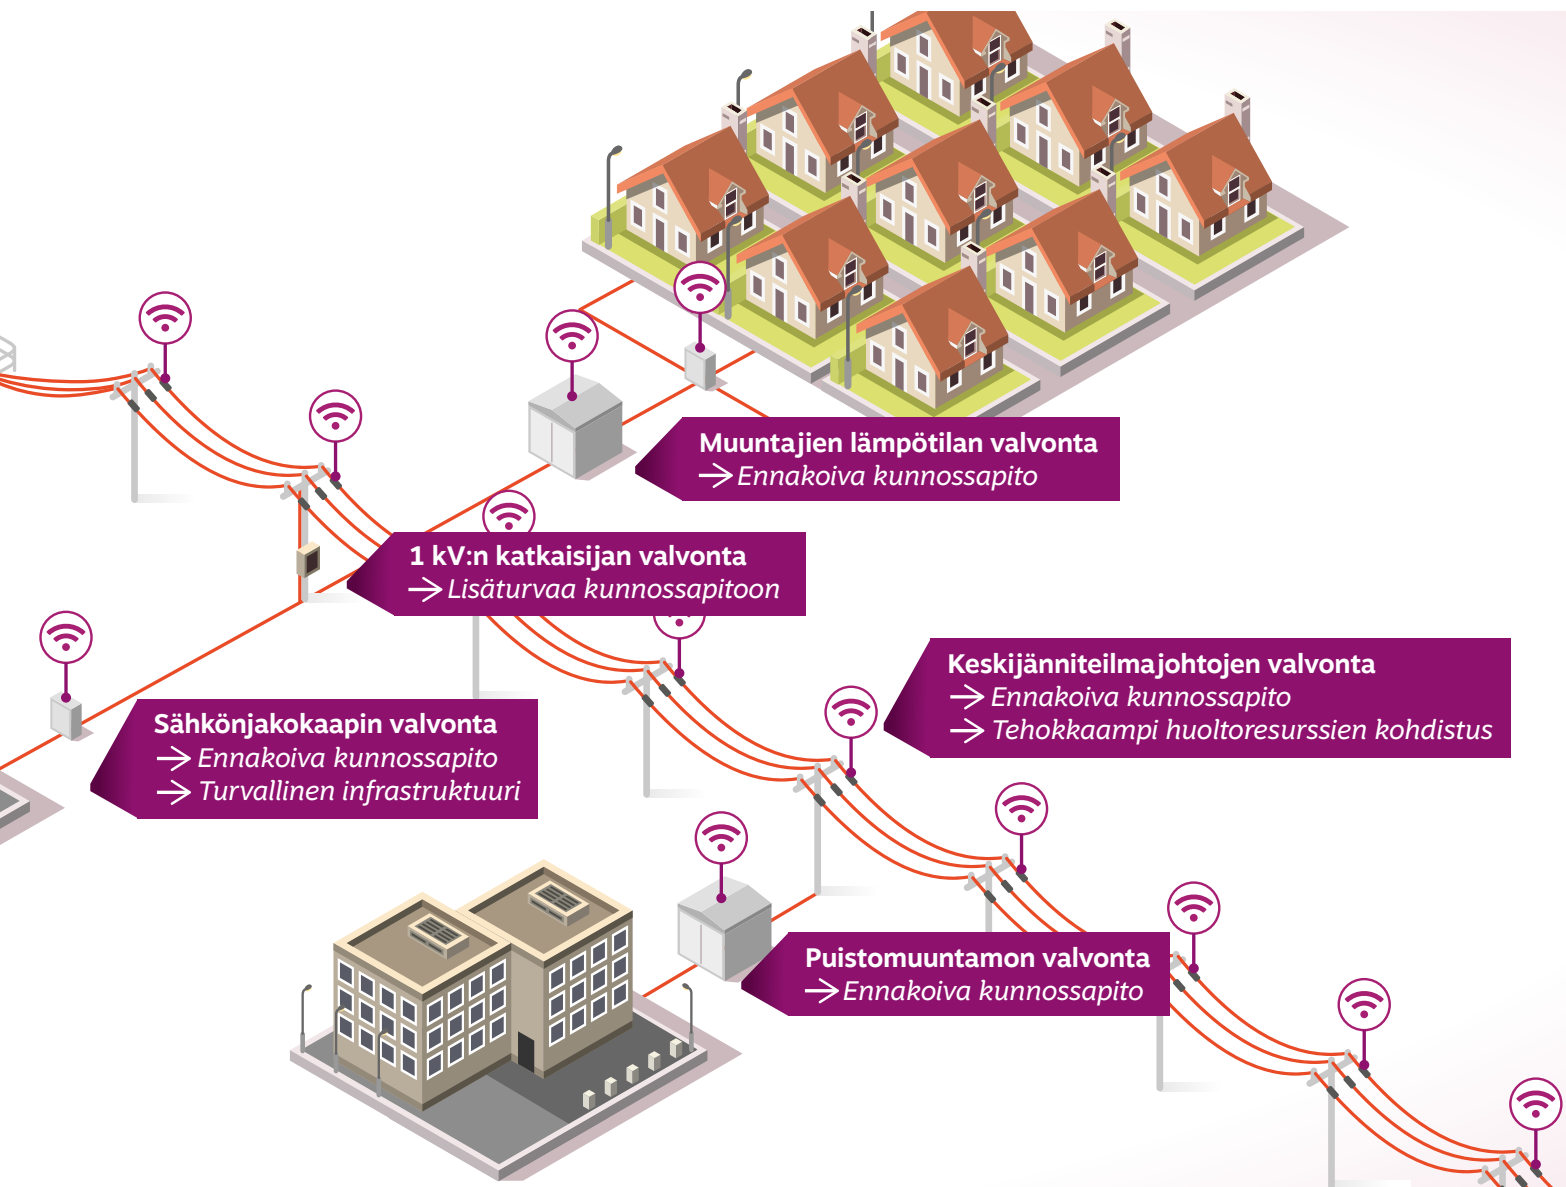 Muuntajien lämpötilan valvonta
→ Ennakoiva kunnossapito
1 kV:n katkaisijan valvonta
→ Lisäturvaa kunnossapitoon
Keskijänniteilmajohtojen valvonta
→ Ennakoiva kunnossapito
→ Tehokkaampi huoltoresurssien kohdistus
Sähkönjakokaapin valvonta
→ Ennakoiva kunnossapito
→ Turvallinen infrastruktuuri
Puistomuuntamon valvonta
→ Ennakoiva kunnossapito